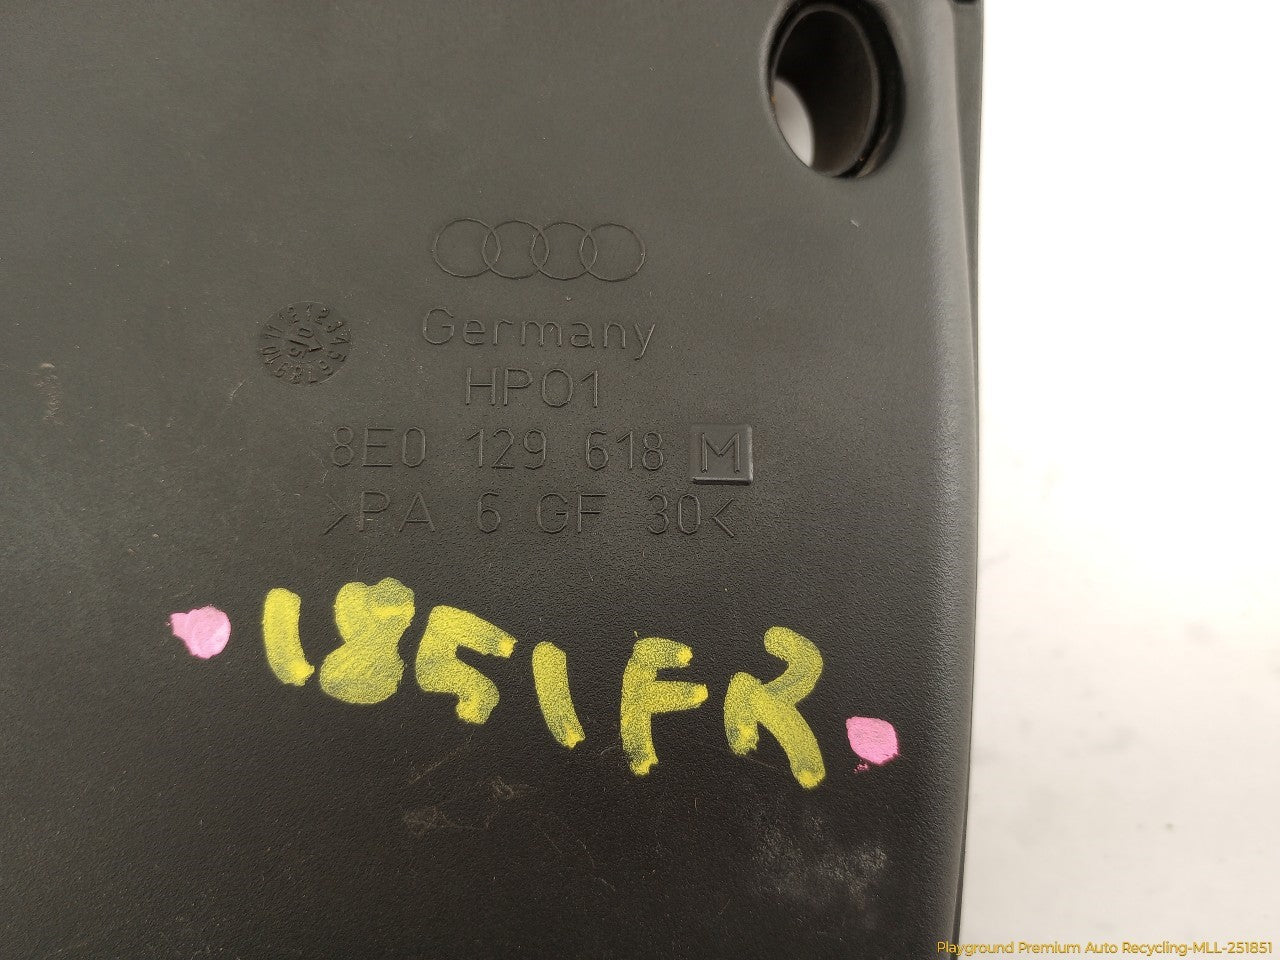 Germany
HP01
8E0 129 618 M
>PA 6 GF 30<
1851FR
Playground Premium Auto Recycling-MLL-251851